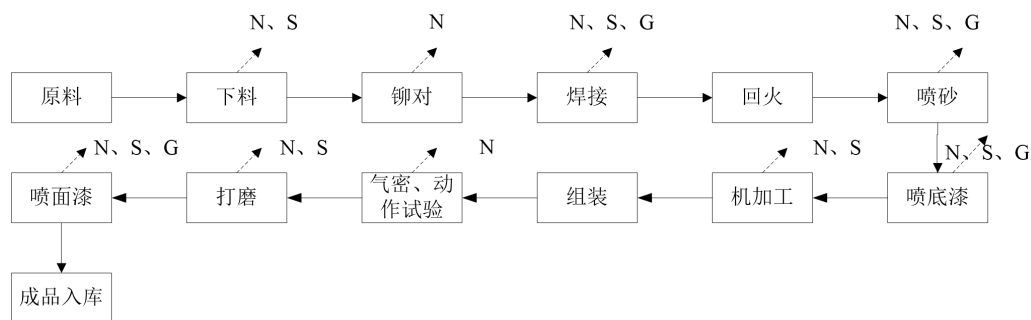 N、S
N
N、S、G
N、S、G
原料
下料
铆对
焊接
回火
喷砂
N、S、G
N、S
N
N、S
N、S、G
喷面漆
打磨
气密、动
作试验
组装
机加工
喷底漆
成品入库